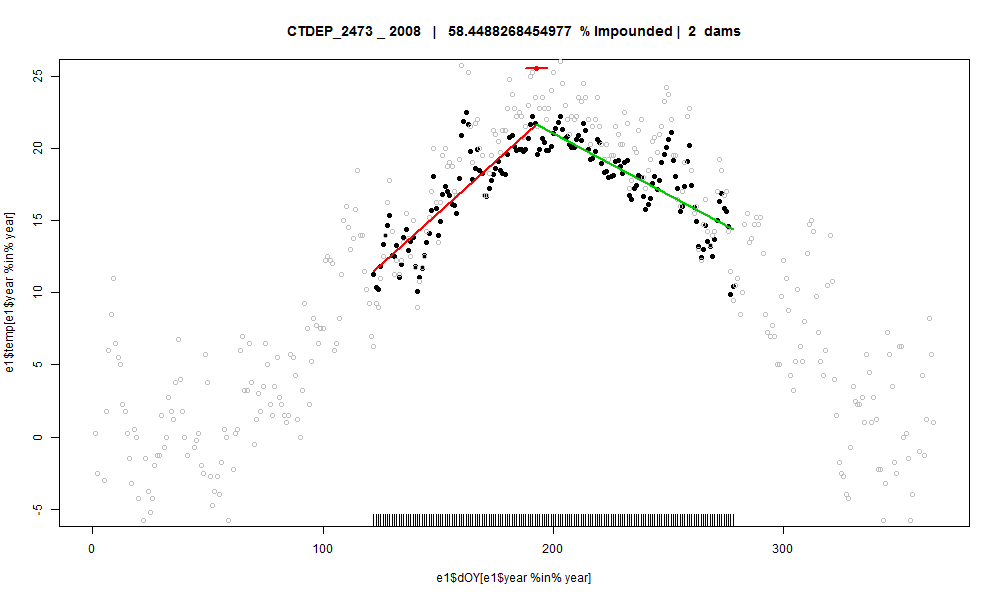 CTDEP_2473 _ 2008 | 58.4488268454977 % Impounded | 2 dams
e1$temp[e1$year %in% year]
25
20
15
10
5
0
-5
0 100 200 300
e1$dOY[e1$year %in% year]